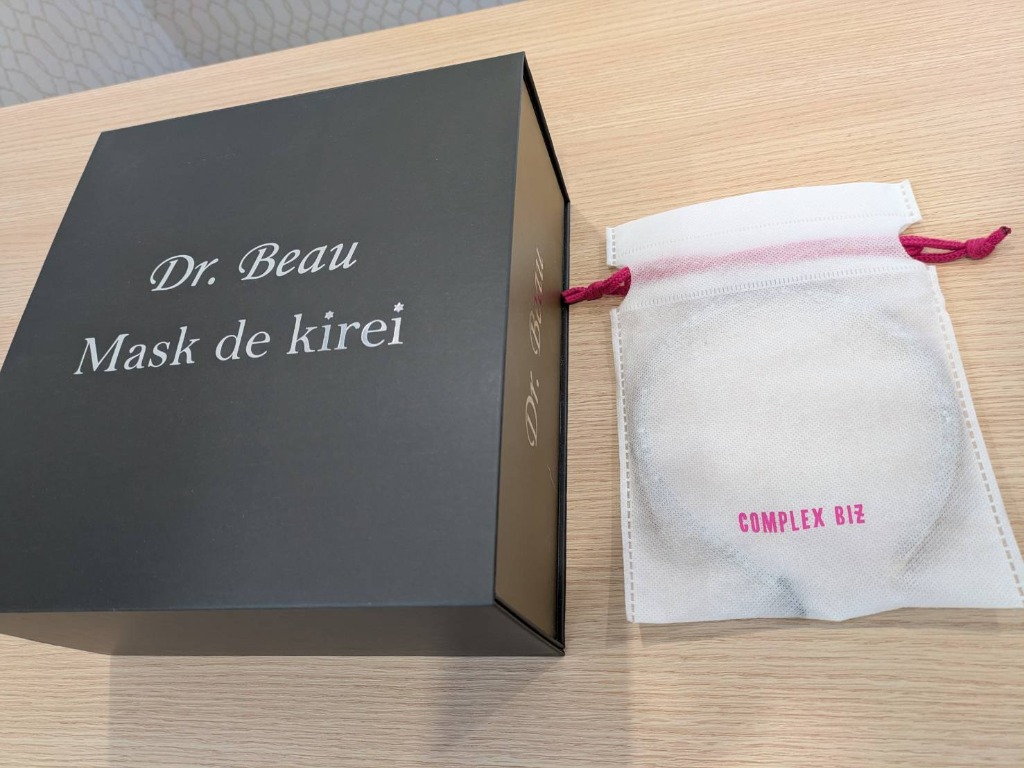 Dr. Beau
Mask de kirei
Dr. Beau
COMPLEX BIZ